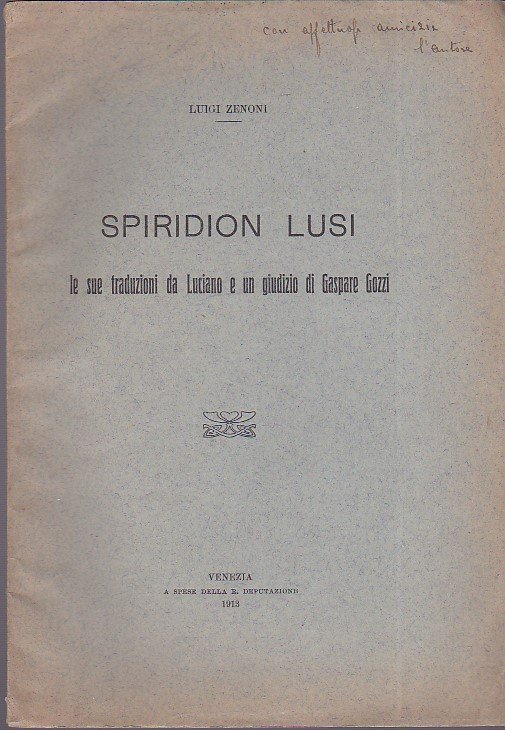 con affettuosa amicizia
l'autore
LUIGI ZENONI
SPIRIDION LUSI
le sue traduzioni da Luciano e un giudizio di Gaspare Gozzi
VENEZIA
A SPESE DELLA R. DEPUTAZIONE
1913